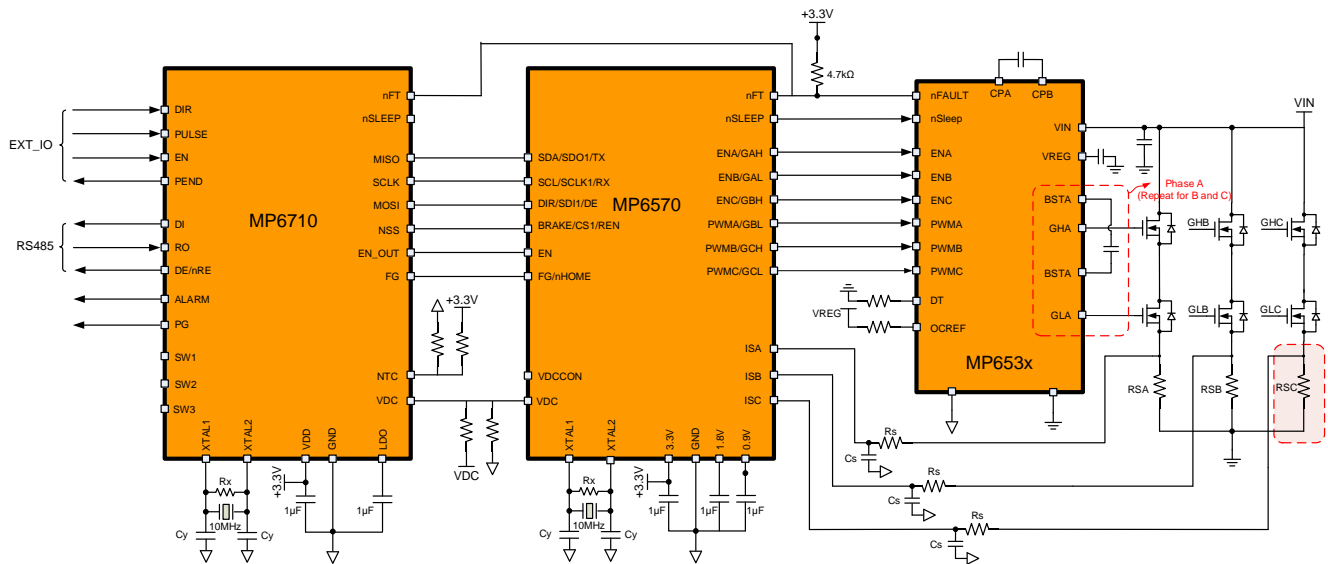 +3.3V
4.7kΩ
EXT_IO
DIR
PULSE
EN
PEND
RS485
DI
RO
DE/nRE
ALARM
PG
SW1
SW2
SW3
MP6710
nFT
nSLEEP
MISO
SCLK
MOSI
NSS
EN_OUT
FG
NTC
VDC
XTAL1
XTAL2
VDD
GND
LDO
+3.3V
VDC
Rx
10MHz
Cy
Cy
+3.3V
1µF
1µF
MP6570
SDA/SDO1/TX
SCL/SCLK1/RX
DIR/SDI1/DE
BRAKE/CS1/REN
EN
FG/nHOME
VDCCON
VDC
nFT
nSLEEP
ENA/GAH
ENB/GAL
ENC/GBH
PWMA/GBL
PWMB/GCH
PWMC/GCL
ISA
ISB
ISC
XTAL1
XTAL2
3.3V
GND
1.8V
0.9V
Rx
10MHz
Cy
Cy
+3.3V
1µF
1µF
1µF
MP653x
CPA
CPB
nFAULT
nSleep
ENA
ENB
ENC
PWMA
PWMB
PWMC
DT
OCREF
VREG
VIN
VREG
BSTA
GHA
BSTA
GLA
Phase A
(Repeat for B and C)
VIN
GHB
GHC
GLB
GLC
RSA
RSB
RSC
Rs
Cs
Rs
Cs
Rs
Cs